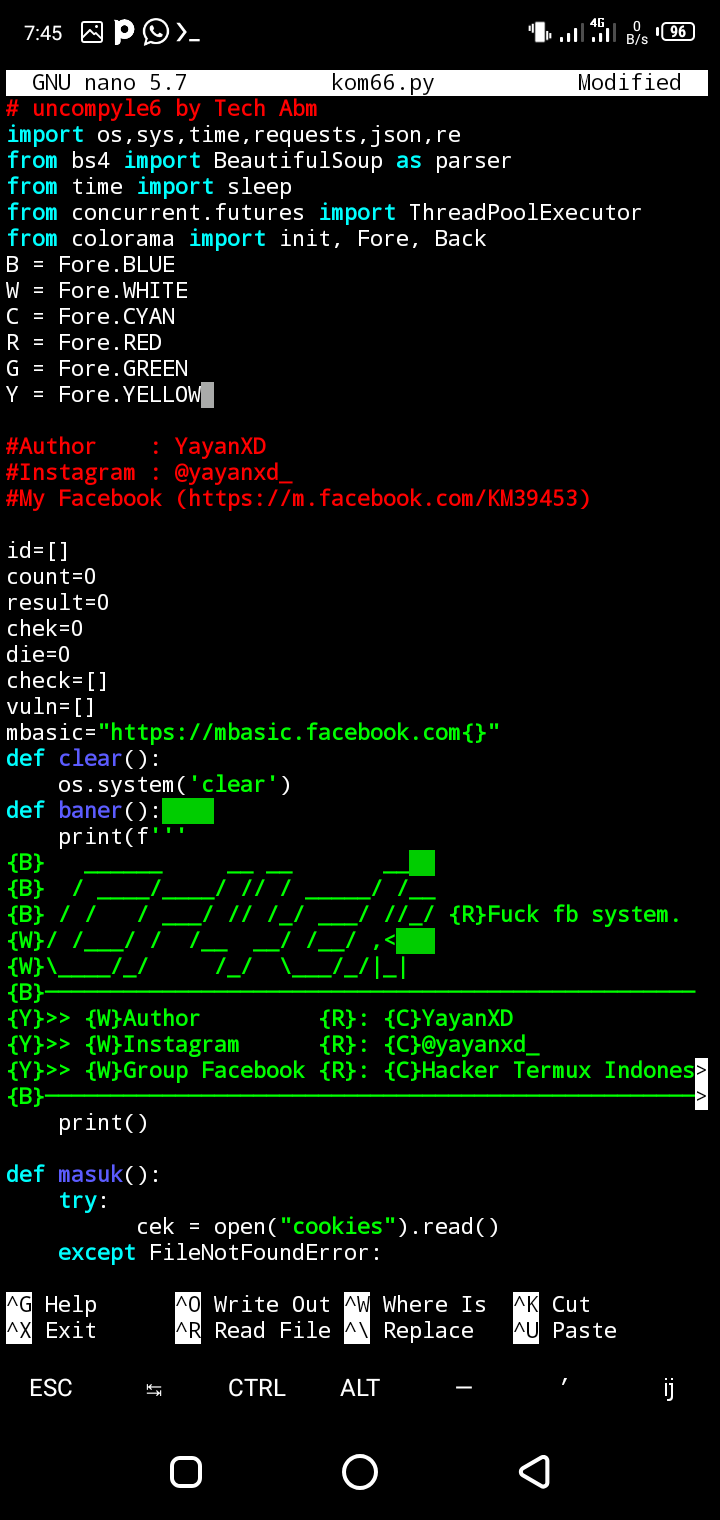 7:45 4G 0 B/s 96
GNU nano 5.7 kom66.py Modified
# uncompyle6 by Tech Abm
import os,sys,time,requests,json,re
from bs4 import BeautifulSoup as parser
from time import sleep
from concurrent.futures import ThreadPoolExecutor
from colorama import init, Fore, Back
B = Fore.BLUE
W = Fore.WHITE
C = Fore.CYAN
R = Fore.RED
G = Fore.GREEN
Y = Fore.YELLOW
#Author    : YayanXD
#Instagram : @yayanxd_
#My Facebook (https://m.facebook.com/KM39453)
id=[]
count=0
result=0
chek=0
die=0
check=[]
vuln=[]
mbasic="https://mbasic.facebook.com{}"
def clear():
    os.system('clear')
def baner():
    print(f'''
{B}   ______     __ __       __
{B}  / ____/____/ // / _____/ /__
{B} / /   / ___/ // /_/ ___/ //_/ {R}Fuck fb system.
{W}/ /___/ /  /__  __/ /__/ ,<
{W}\____/_/     /_/  \___/_/|_|
{B}──────────────────────────────────────────────────
{Y}>> {W}Author         {R}: {C}YayanXD
{Y}>> {W}Instagram      {R}: {C}@yayanxd_
{Y}>> {W}Group Facebook {R}: {C}Hacker Termux Indones>
{B}──────────────────────────────────────────────────>
    print()
def masuk():
    try:
          cek = open("cookies").read()
    except FileNotFoundError:
^G Help ^O Write Out ^W Where Is ^K Cut
^X Exit ^R Read File ^\ Replace ^U Paste
ESC ↹ CTRL ALT – ′ ij